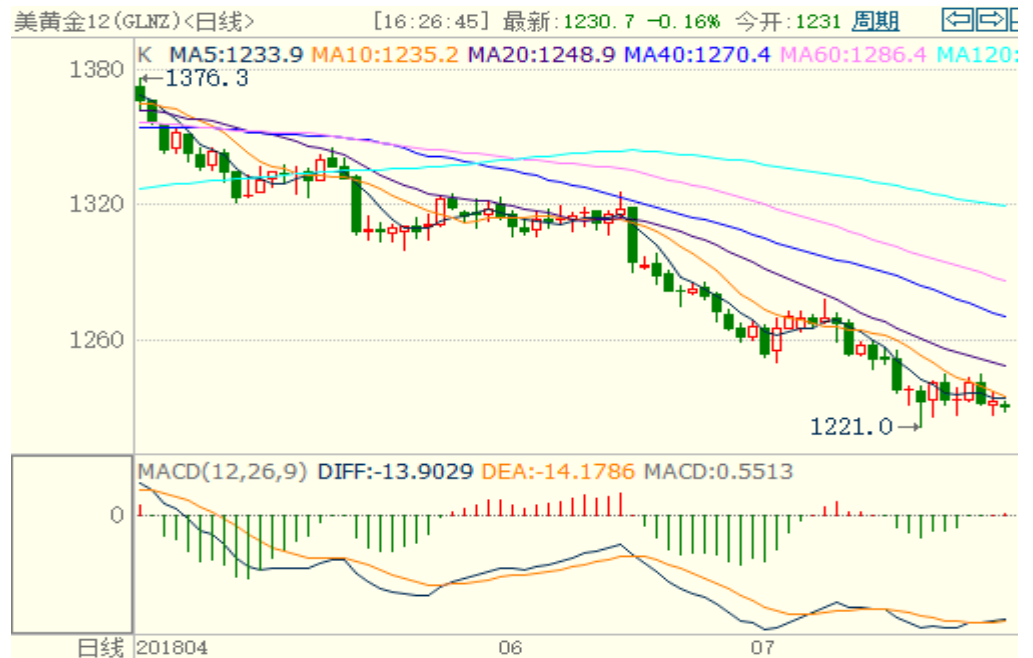 美黄金12(GLNZ)<日线> [16:26:45] 最新:1230.7 -0.16% 今开:1231 周期
K MA5:1233.9 MA10:1235.2 MA20:1248.9 MA40:1270.4 MA60:1286.4 MA120:
1380
←1376.3
1320
1260
1221.0→
MACD(12,26,9) DIFF:-13.9029 DEA:-14.1786 MACD:0.5513
0
日线 201804 06 07